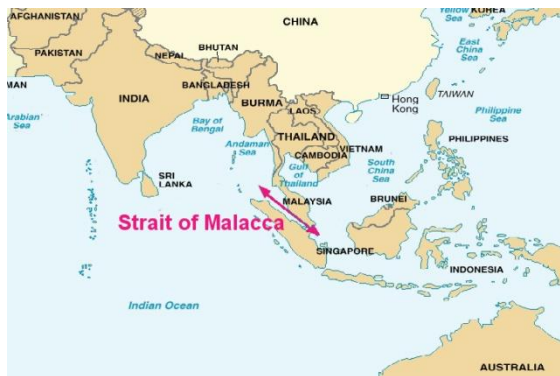 AFGHANISTAN
CHINA
Yellow
Sea
KOREA
PAKISTAN
NEPAL
BHUTAN
East
China
Sea
MAN
INDIA
BANGLADESH
BURMA
LAOS
Hong
Kong
TAIWAN
Arabian'
Sea
Bay of
Bengal
THAILAND
VIETNAM
Philippine
Sea
Andaman
Sea
CAMBODIA
PHILIPPINES
SRI
LANKA
Gulf
of
Thailand
South
China Sea
MALAYSIA
BRUNEI
Strait of Malacca
SINGAPORE
INDONESIA
Indian Ocean
AUSTRALIA